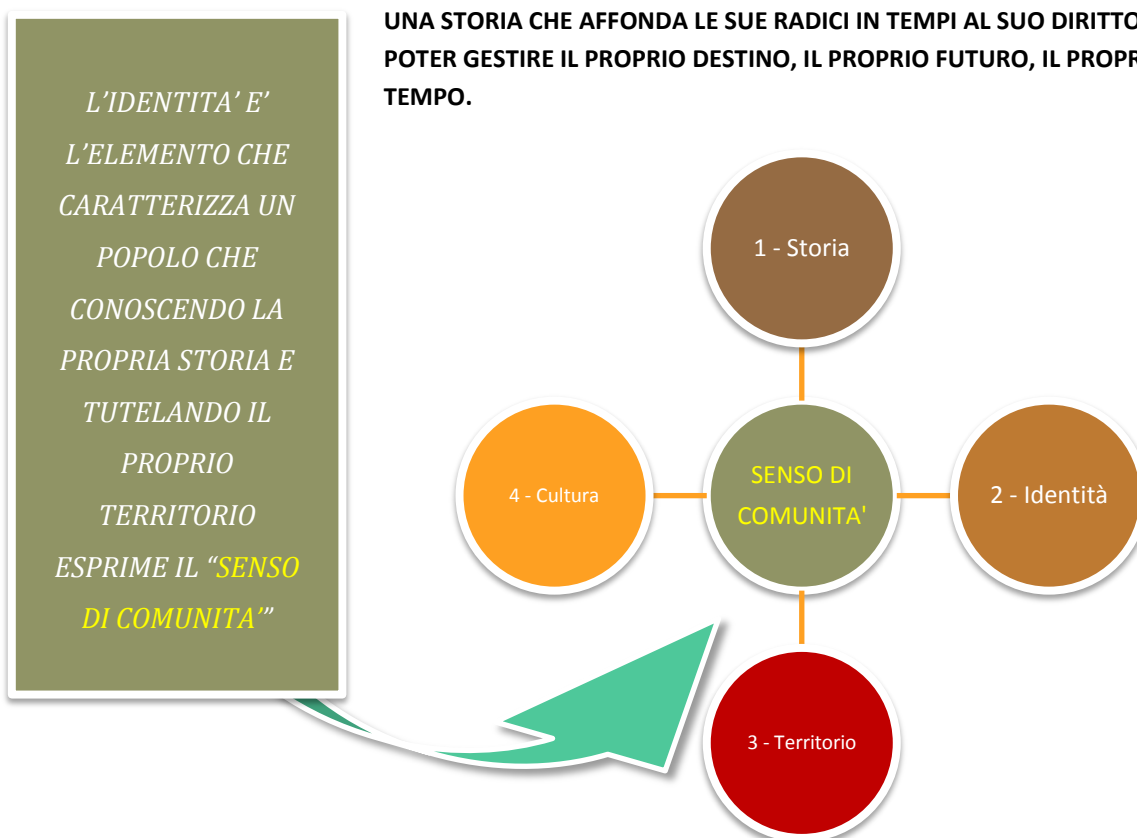 UNA STORIA CHE AFFONDA LE SUE RADICI IN TEMPI AL SUO DIRITTO
POTER GESTIRE IL PROPRIO DESTINO, IL PROPRIO FUTURO, IL PROPR
TEMPO.
L’IDENTITA’ E’
L’ELEMENTO CHE
CARATTERIZZA UN
POPOLO CHE
CONOSCENDO LA
PROPRIA STORIA E
TUTELANDO IL
PROPRIO
TERRITORIO
ESPRIME IL “SENSO
DI COMUNITA’”
1 - Storia
4 - Cultura
SENSO DI
COMUNITA'
2 - Identità
3 - Territorio